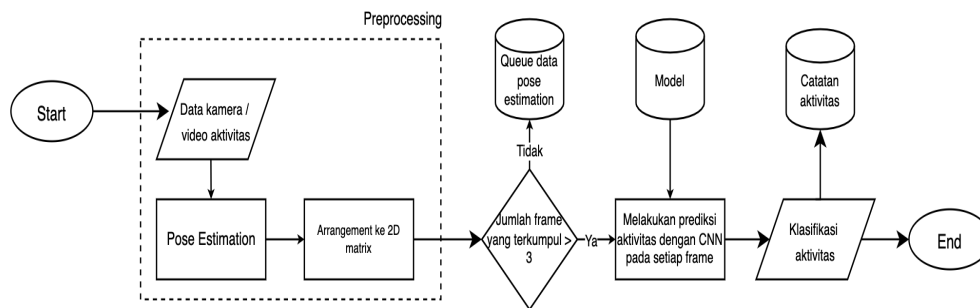 Preprocessing
Start
Data kamera /
video aktivitas
Pose Estimation
Arrangement ke 2D
matrix
Queue data
pose
estimation
Tidak
Jumlah frame
yang terkumpul >
3
Ya
Model
Melakukan prediksi
aktivitas dengan CNN
pada setiap frame
Catatan
aktivitas
Klasifikasi
aktivitas
End